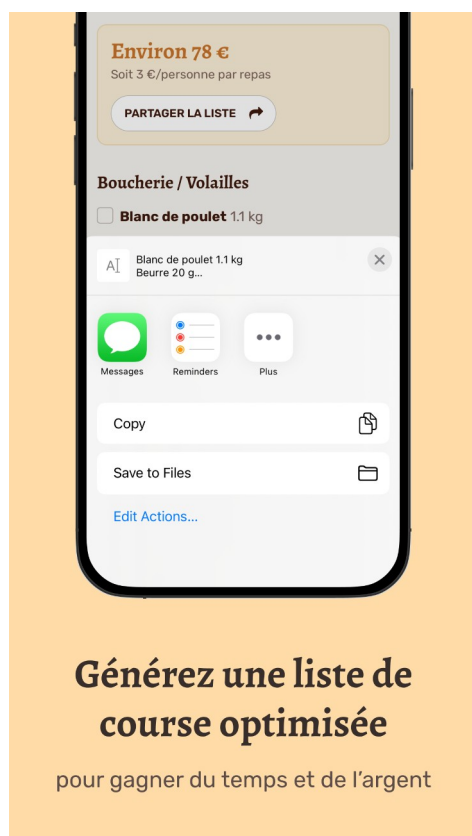 Environ 78 €
Soit 3 €/personne par repas
PARTAGER LA LISTE
Boucherie / Volailles
Blanc de poulet 1.1 kg
Blanc de poulet 1.1 kg
Beurre 20 g...
Messages
Reminders
Plus
Copy
Save to Files
Edit Actions...
Générez une liste de
course optimisée
pour gagner du temps et de l'argent